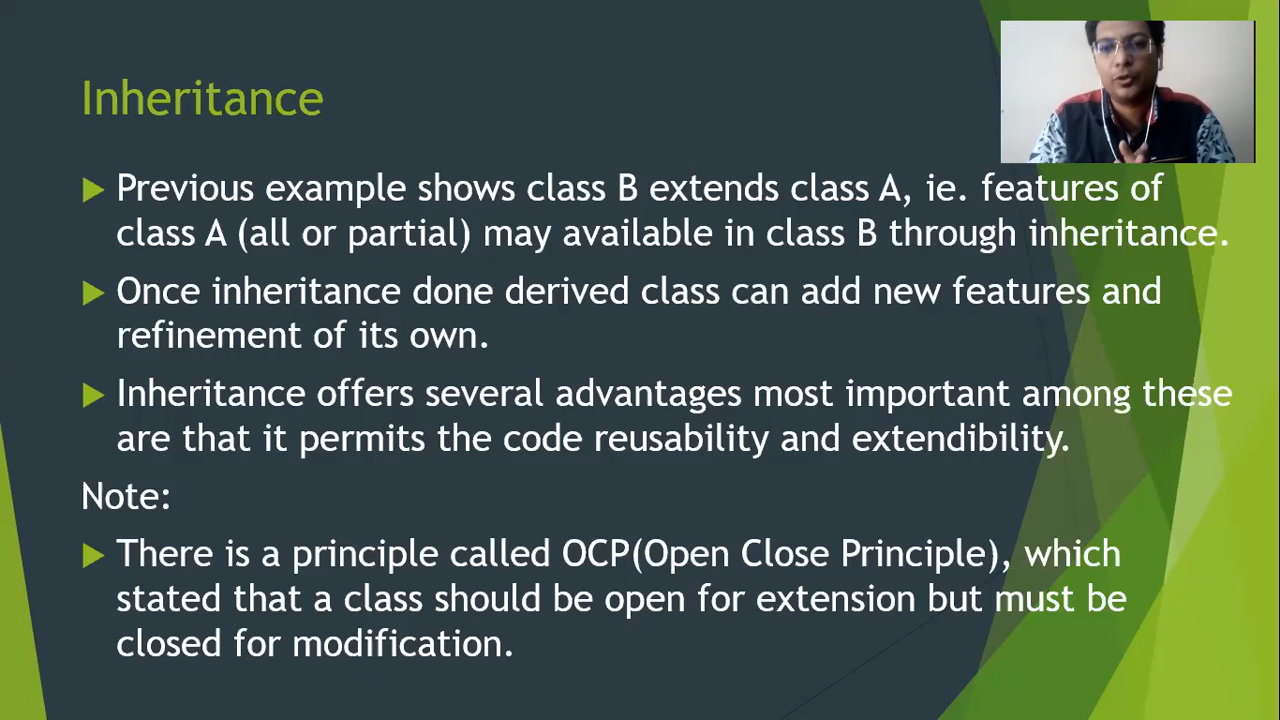 Inheritance
Previous example shows class B extends class A, ie. features of
class A (all or partial) may available in class B through inheritance.
Once inheritance done derived class can add new features and
refinement of its own.
Inheritance offers several advantages most important among these
are that it permits the code reusability and extendibility.
Note:
There is a principle called OCP(Open Close Principle), which
stated that a class should be open for extension but must be
closed for modification.